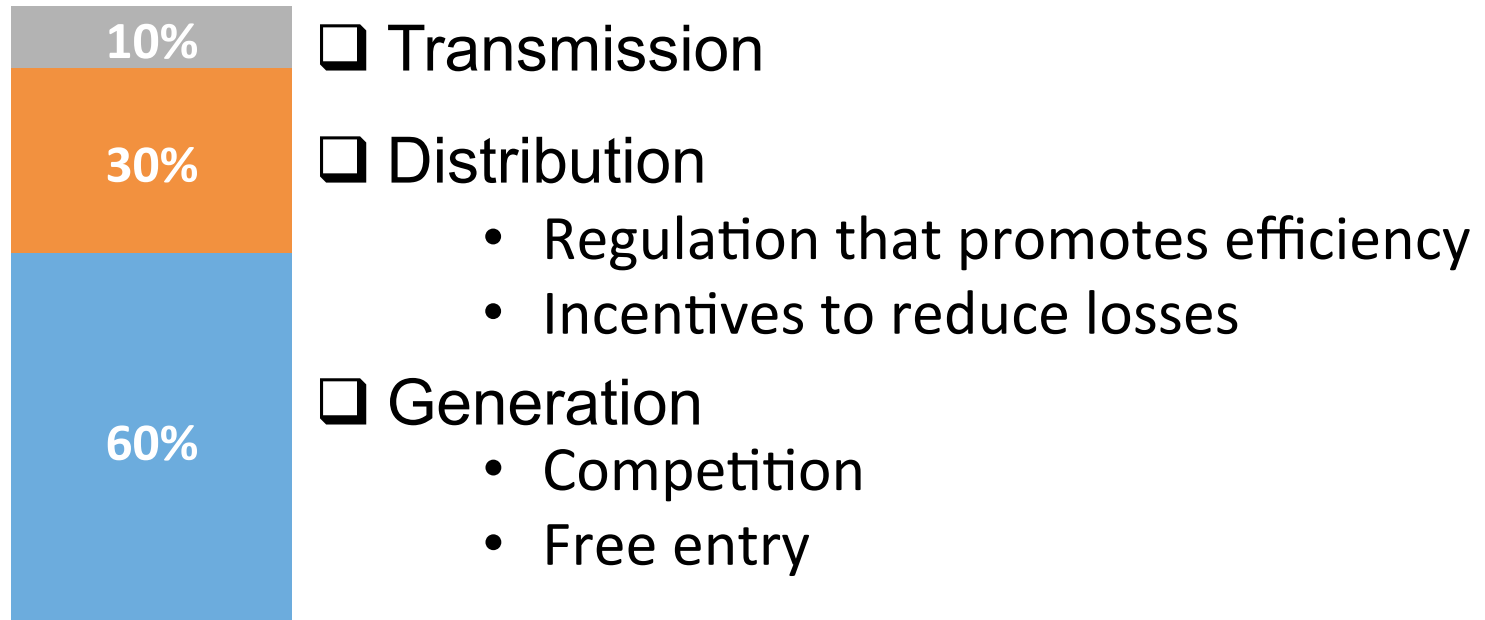 10%
❑ Transmission
30%
❑ Distribution
• Regulation that promotes efficiency
• Incentives to reduce losses
60%
❑ Generation
• Competition
• Free entry